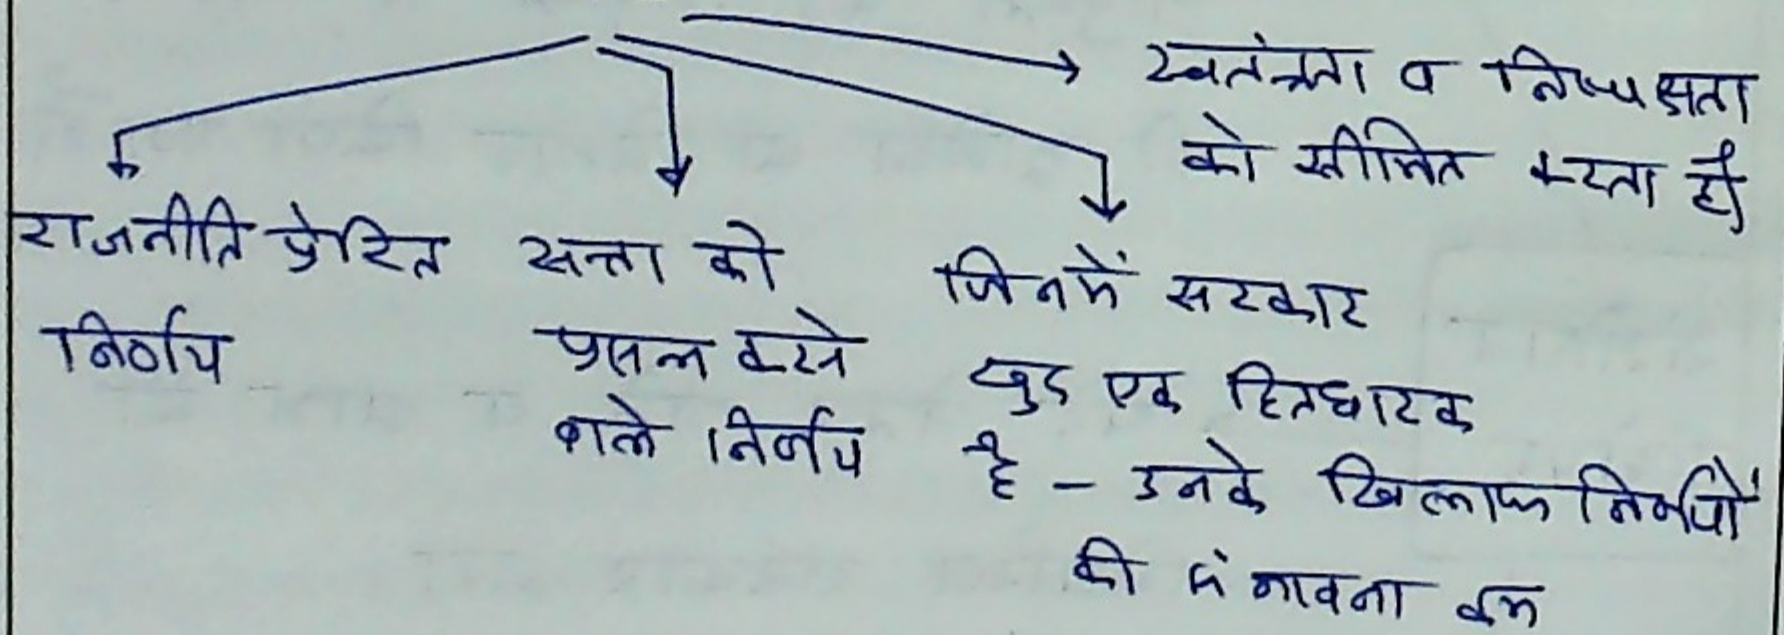 स्वतंत्रता व निष्पक्षता
को सीमित करता है
राजनीति प्रेरित
निर्णय
सत्ता को
प्रसन्न करने
वाले निर्णय
जिनमें सरकार
खुद एक हितधारक
है - उनके खिलाफ निर्णयों
की संभावना कम